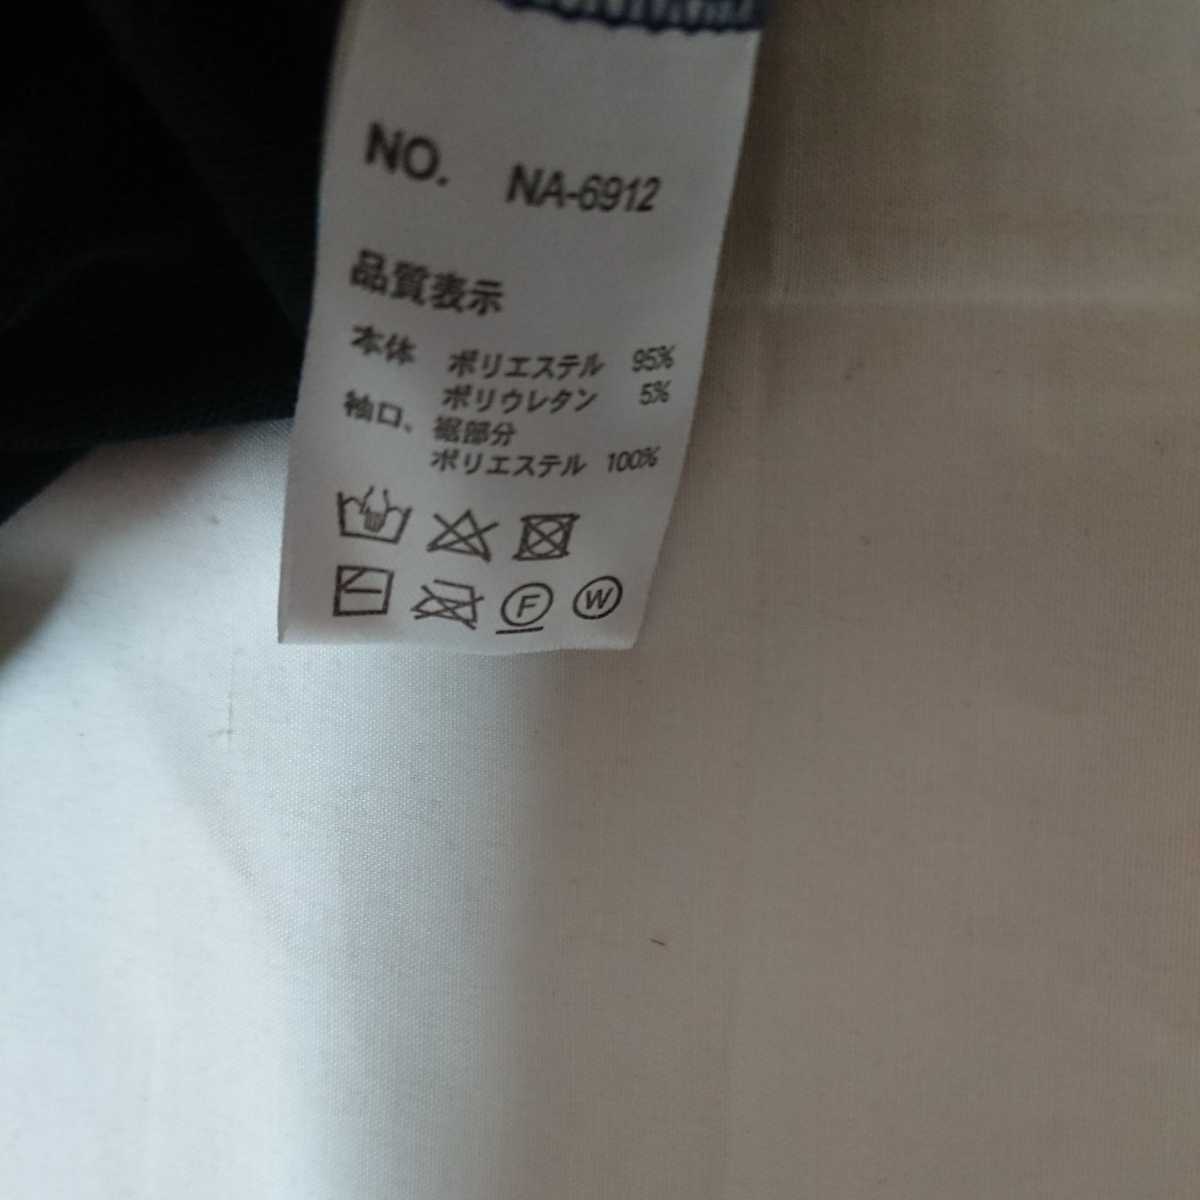 NO. NA-6912
品質表示
本体 ポリエステル 95%
ポリウレタン 5%
袖口、裾部分
ポリエステル 100%
F W